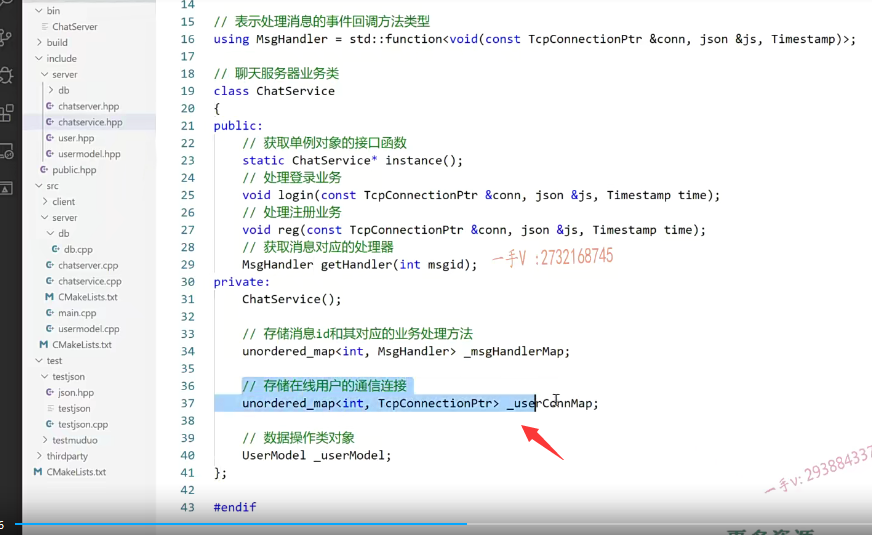 bin
ChatServer
build
include
server
db
chatserver.hpp
chatservice.hpp
user.hpp
usermodel.hpp
public.hpp
src
client
server
db
db.cpp
chatserver.cpp
chatservice.cpp
CMakeLists.txt
main.cpp
usermodel.cpp
CMakeLists.txt
test
testjson
json.hpp
testjson
testjson.cpp
testmuduo
thirdparty
CMakeLists.txt
14
15 // 表示处理消息的事件回调方法类型
16 using MsgHandler = std::function<void(const TcpConnectionPtr &conn, json &js, Timestamp)>;
17
18 // 聊天服务器业务类
19 class ChatService
20 {
21 public:
22 // 获取单例对象的接口函数
23 static ChatService* instance();
24 // 处理登录业务
25 void login(const TcpConnectionPtr &conn, json &js, Timestamp time);
26 // 处理注册业务
27 void reg(const TcpConnectionPtr &conn, json &js, Timestamp time);
28 // 获取消息对应的处理器
29 MsgHandler getHandler(int msgid);
一手V :2732168745
30 private:
31 ChatService();
32
33 // 存储消息id和其对应的业务处理方法
34 unordered_map<int, MsgHandler> _msgHandlerMap;
35
36 // 存储在线用户的通信连接
37 unordered_map<int, TcpConnectionPtr> _userConnMap;
38
39 // 数据操作类对象
40 UserModel _userModel;
41 };
42
43 #endif
一手v: 293884337
6